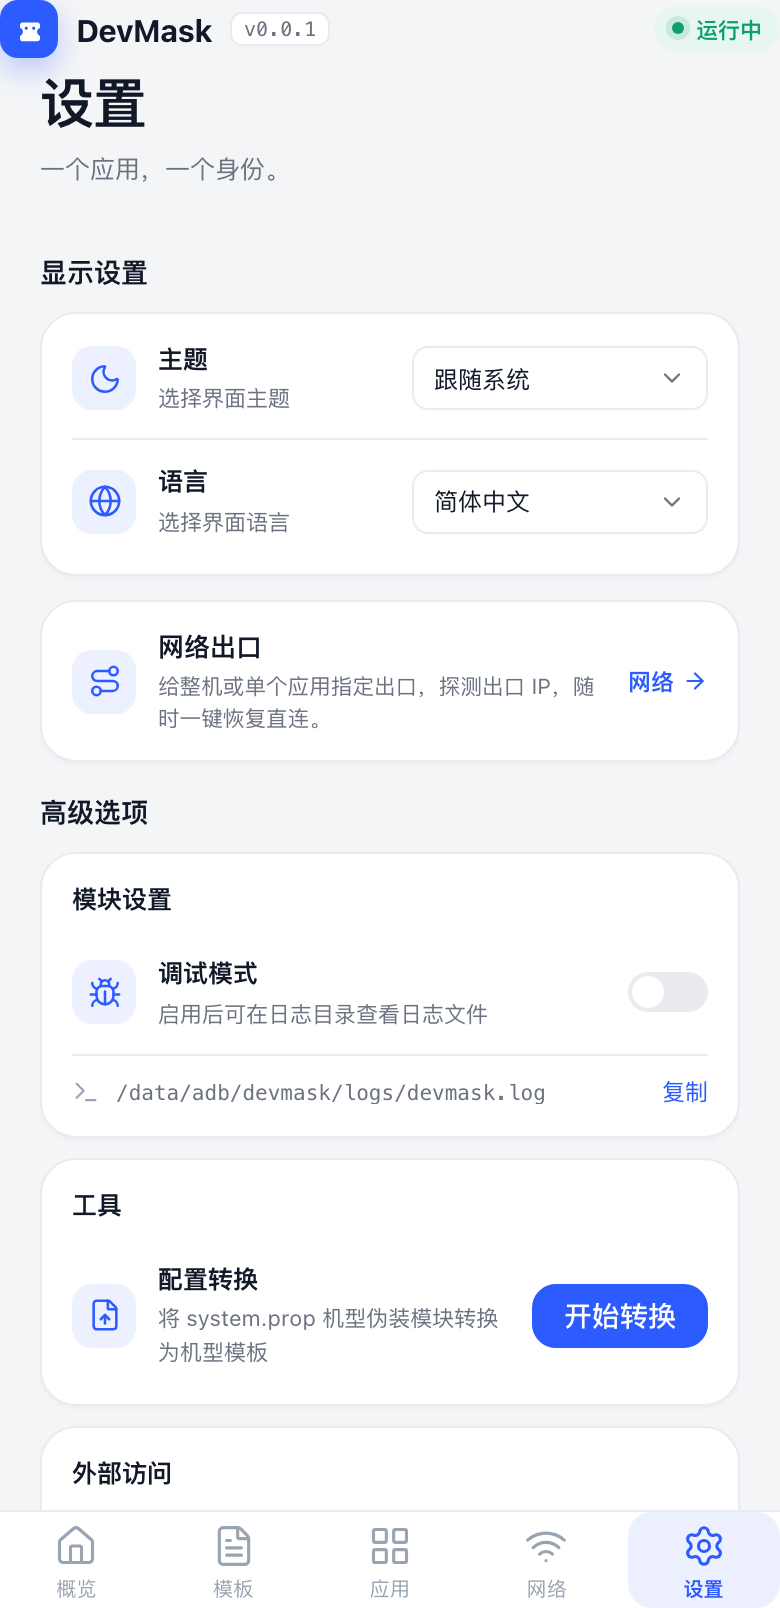 DevMask v0.0.1 运行中
设置
一个应用，一个身份。
显示设置
主题
选择界面主题
跟随系统
语言
选择界面语言
简体中文
网络出口
给整机或单个应用指定出口，探测出口 IP，随
时一键恢复直连。
网络
高级选项
模块设置
调试模式
启用后可在日志目录查看日志文件
/data/adb/devmask/logs/devmask.log 复制
工具
配置转换
将 system.prop 机型伪装模块转换
为机型模板
开始转换
外部访问
概览 模板 应用 网络 设置